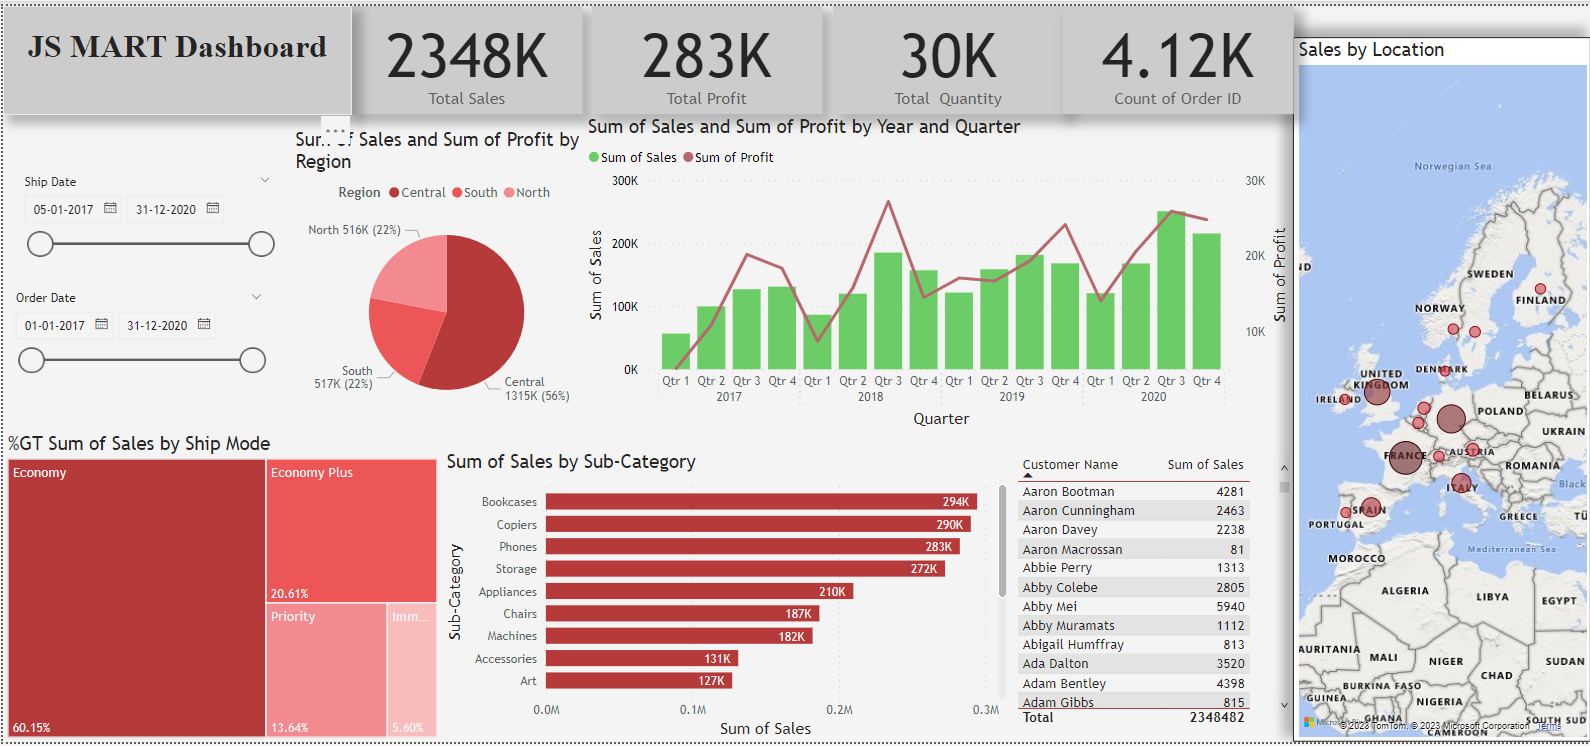 JS MART Dashboard
2348K
Total Sales
283K
Total Profit
30K
Total Quantity
4.12K
Count of Order ID
Ship Date
05-01-2017
31-12-2020
Order Date
01-01-2017
31-12-2020
Sum of Sales and Sum of Profit by
Region
Region
Central
South
North
North 516K (22%)
South
517K (22%)
Central
1315K (56%)
Sum of Sales and Sum of Profit by Year and Quarter
Sum of Sales
Sum of Profit
300K
200K
100K
0K
Sum of Sales
30K
20K
10K
Sum of Profit
Qtr 1 Qtr 2 Qtr 3 Qtr 4 Qtr 1 Qtr 2 Qtr 3 Qtr 4 Qtr 1 Qtr 2 Qtr 3 Qtr 4 Qtr 1 Qtr 2 Qtr 3 Qtr 4
2017 2018 2019 2020
Quarter
%GT Sum of Sales by Ship Mode
Economy
60.15%
Economy Plus
20.61%
Priority
13.64%
Imm...
5.60%
Sum of Sales by Sub-Category
Sub-Category
Bookcases 294K
Copiers 290K
Phones 283K
Storage 272K
Appliances 210K
Chairs 187K
Machines 182K
Accessories 131K
Art 127K
0.0M 0.1M 0.2M 0.3M
Sum of Sales
Customer Name Sum of Sales
Aaron Bootman 4281
Aaron Cunningham 2463
Aaron Davey 2238
Aaron Macrossan 81
Abbie Perry 1313
Abby Colebe 2805
Abby Mei 5940
Abby Muramats 1112
Abigail Humffray 813
Ada Dalton 3520
Adam Bentley 4398
Adam Gibbs 815
Total 2348482
Sales by Location
Norwegian Sea
ND
SWEDEN
FINLAND
NORWAY
DENMARK
UNITED
KINGDOM
IRELAND
BELARUS
POLAND
UKRAIN
FRANCE
AUSTRIA
ROMANIA
ITALY
Black
SPAIN
GREECE
TÜ
PORTUGAL
Mediterranean Sea
MOROCCO
ALGERIA
LIBYA
EGYPT
AURITANIA
MALI
NIGER
SUDAN
CHAD
BURKINA FASO
GUINEA
NIGERIA
GHANA
SOUTH SUD
CAMEROON
© 2023 TomTom, © 2023 Microsoft Corporation Terms